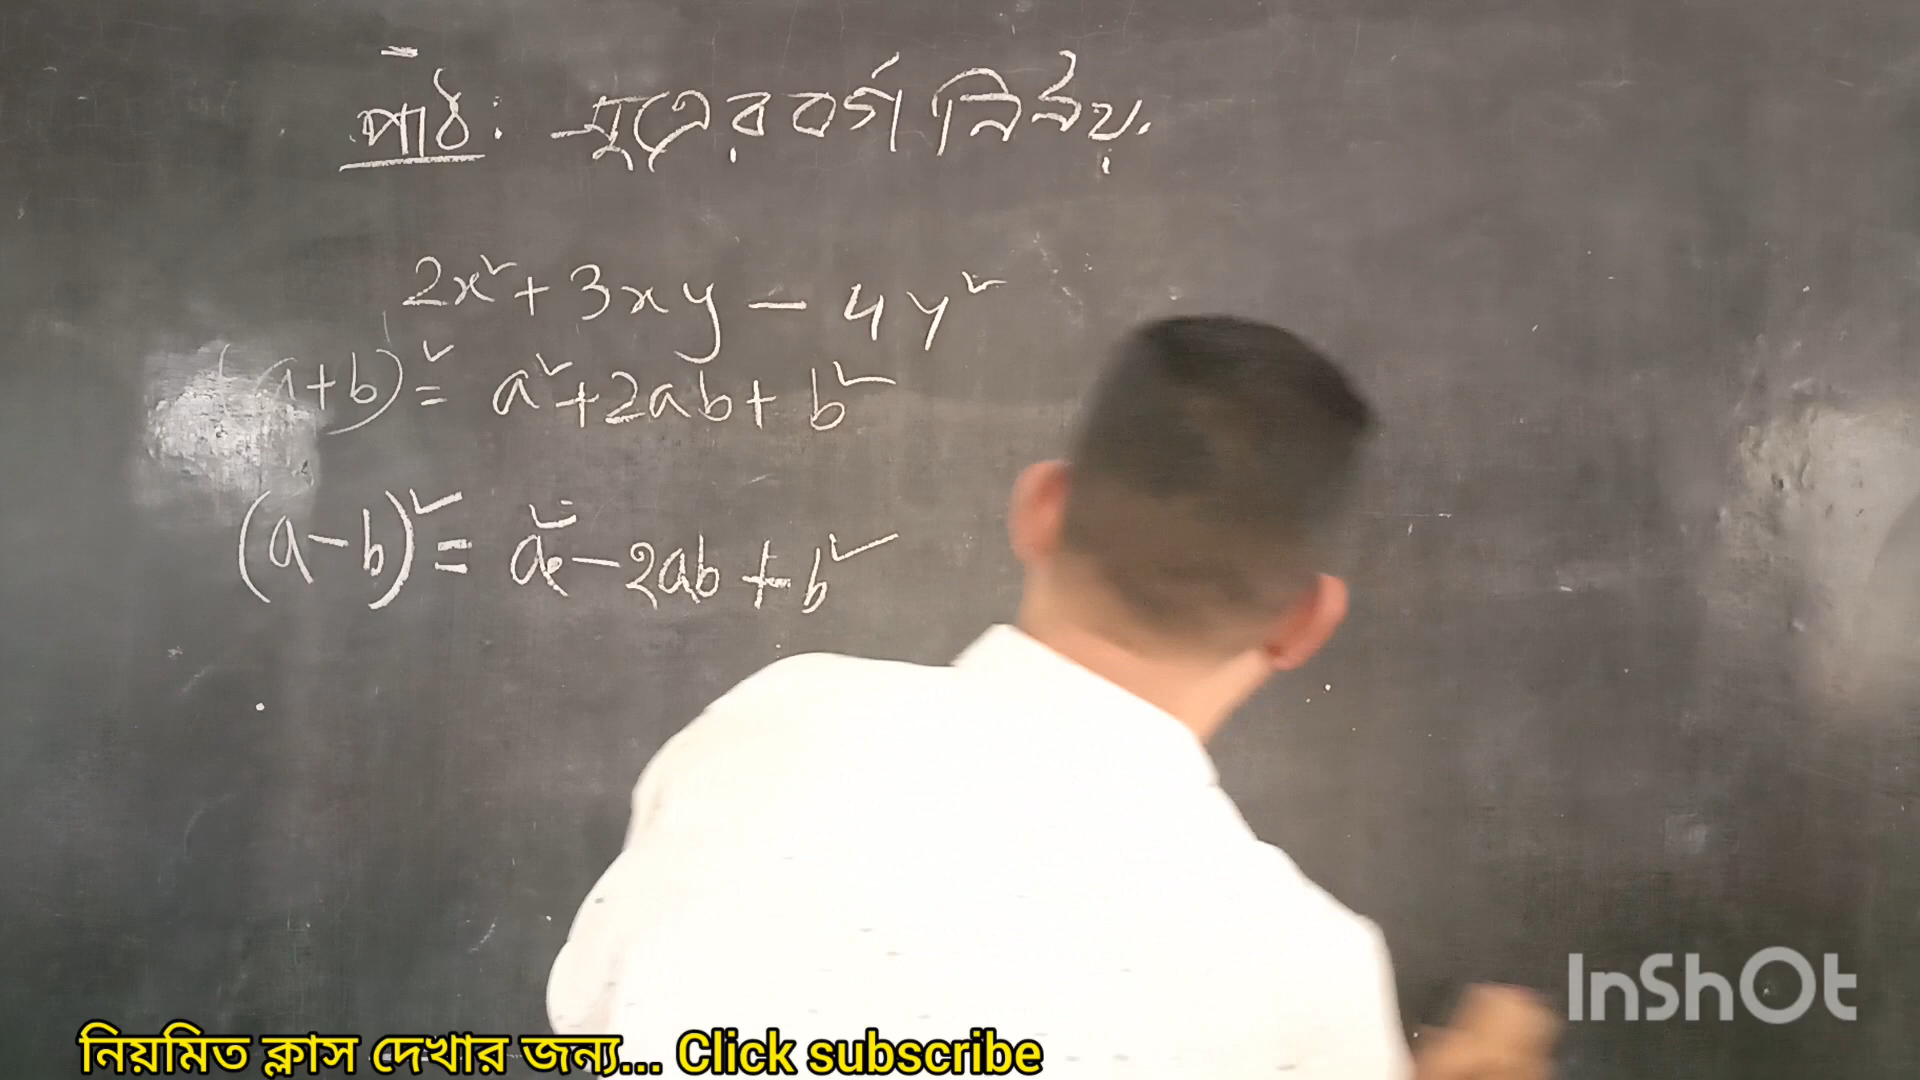 পাঠ: সূত্রের বর্গ নির্ণয়.
2x² + 3xy − 4y²
(a+b)² = a² + 2ab + b²
(a−b)² = a² − 2ab + b²
InShOt
নিয়মিত ক্লাস দেখার জন্য... Click subscribe